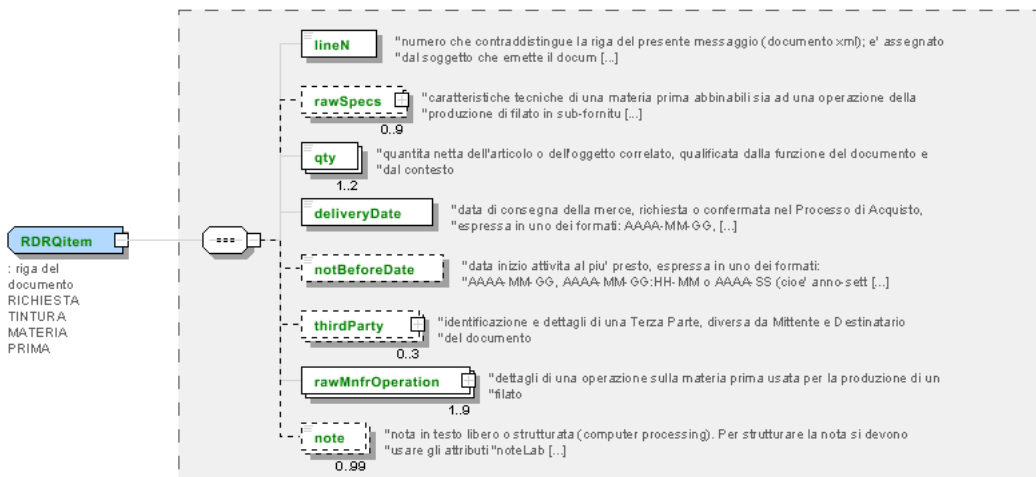 lineN
"numero che contraddistingue la riga del presente messaggio (documento xml); e' assegnato
"dal soggetto che emette il docum [...]
rawSpecs
0..9
"caratteristiche tecniche di una materia prima abbinabili sia ad una operazione della
"produzione di filato in sub-fornitu [...]
qty
1..2
"quantita netta dell'articolo o dell'oggetto correlato, qualificata dalla funzione del documento e
"dal contesto
deliveryDate
"data di consegna della merce, richiesta o confermata nel Processo di Acquisto,
"espressa in uno dei formati: AAAA-MM-GG, [...]
RDRQitem
: riga del
documento
RICHIESTA
TINTURA
MATERIA
PRIMA
notBeforeDate
"data inizio attivita al piu' presto, espressa in uno dei formati:
"AAAA-MM-GG, AAAA-MM-GG:HH-MM o AAAA-SS (cioe' anno-sett [...]
thirdParty
0..3
"identificazione e dettagli di una Terza Parte, diversa da Mittente e Destinatario
"del documento
rawMnfrOperation
1..9
"dettagli di una operazione sulla materia prima usata per la produzione di un
"filato
note
0..99
"nota in testo libero o strutturata (computer processing). Per strutturare la nota si devono
"usare gli attributi "noteLab [...]